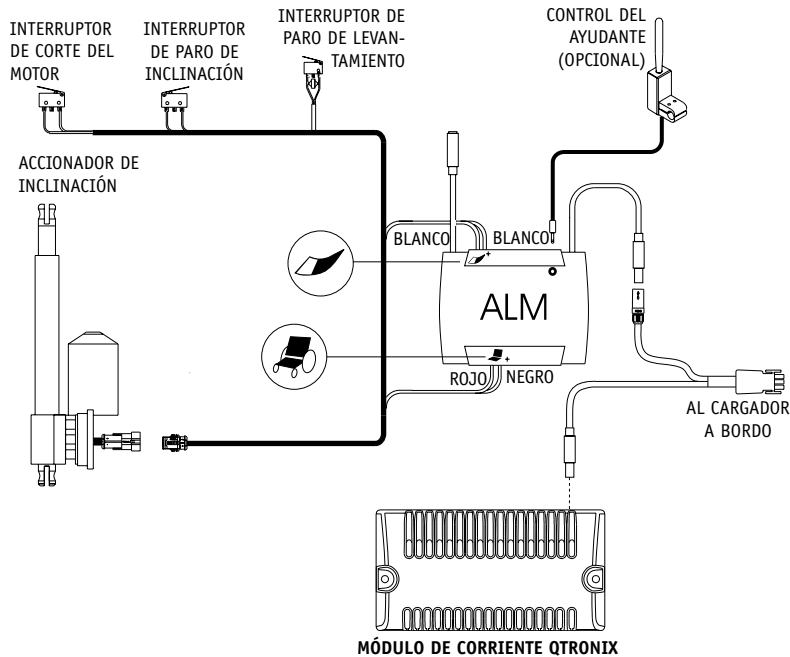 INTERRUPTOR
DE CORTE DEL
MOTOR
INTERRUPTOR
DE PARO DE
INCLINACIÓN
INTERRUPTOR DE
PARO DE LEVAN-
TAMIENTO
CONTROL DEL
AYUDANTE
(OPCIONAL)
ACCIONADOR DE
INCLINACIÓN
BLANCO
BLANCO
+
ALM
+
ROJO
NEGRO
AL CARGADOR
A BORDO
MÓDULO DE CORRIENTE QTRONIX